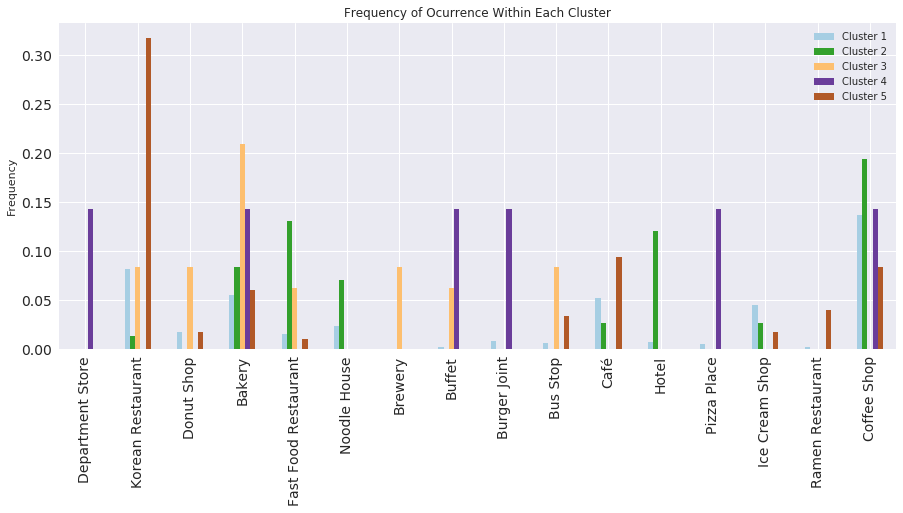 Frequency of Ocurrence Within Each Cluster
Cluster 1
Cluster 2
Cluster 3
Cluster 4
Cluster 5
Frequency
0.30
0.25
0.20
0.15
0.10
0.05
0.00
Department Store
Korean Restaurant
Donut Shop
Bakery
Fast Food Restaurant
Noodle House
Brewery
Buffet
Burger Joint
Bus Stop
Café
Hotel
Pizza Place
Ice Cream Shop
Ramen Restaurant
Coffee Shop